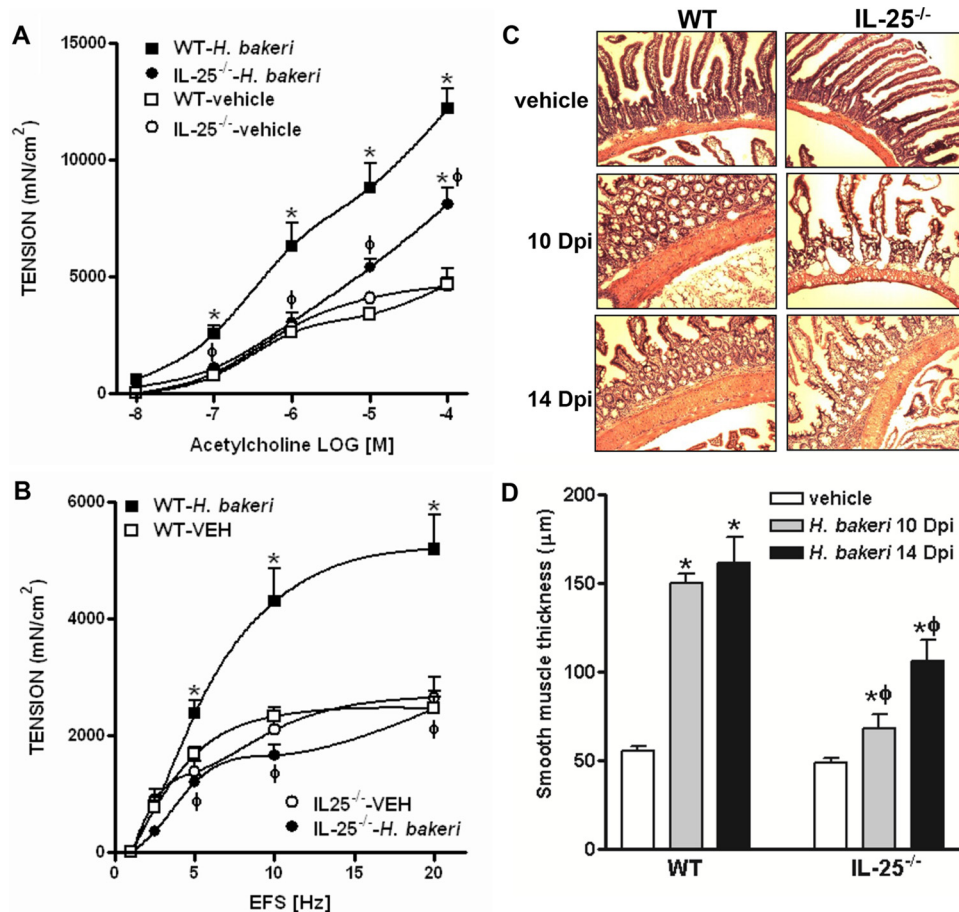 A
15000
10000
5000
0
TENSION (mN/cm²)
WT-H. bakeri
IL-25⁻/⁻-H. bakeri
WT-vehicle
IL-25⁻/⁻-vehicle
*
*
*
*
* ϕ
ϕ
ϕ
ϕ
-8 -7 -6 -5 -4
Acetylcholine LOG [M]
B
6000
4000
2000
0
TENSION (mN/cm²)
WT-H. bakeri
WT-VEH
*
*
*
ϕ
ϕ
ϕ
IL25⁻/⁻-VEH
IL-25⁻/⁻-H. bakeri
0 5 10 15 20
EFS [Hz]
C
WT IL-25⁻/⁻
vehicle
10 Dpi
14 Dpi
D
200
150
100
50
0
Smooth muscle thickness (µm)
vehicle
H. bakeri 10 Dpi
H. bakeri 14 Dpi
*
*
*ϕ
*ϕ
WT IL-25⁻/⁻